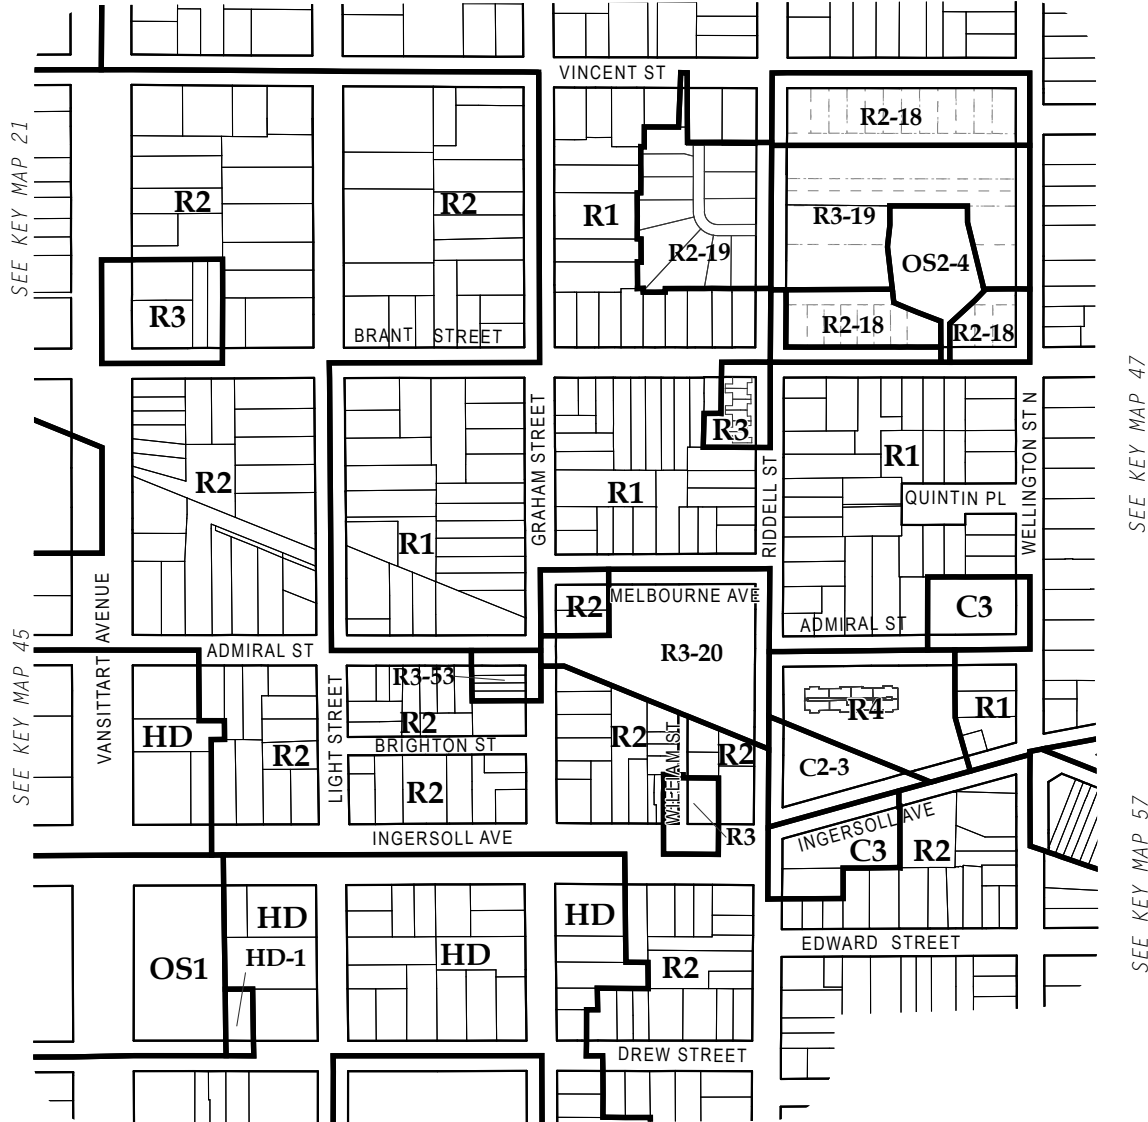 VINCENT ST
R2-18
SEE KEY MAP 21
R2
R2
R1
R3-19
R2-19
OS2-4
R3
R2-18
R2-18
BRANT STREET
SEE KEY MAP 47
GRAHAM STREET
R3
WELLINGTON ST N
R2
R1
R1
R1
QUINTIN PL
RIDDELL ST
VANSITTART AVENUE
R2
MELBOURNE AVE
C3
ADMIRAL ST
SEE KEY MAP 45
ADMIRAL ST
R3-20
R3-53
LIGHT STREET
HD
R2
R2
BRIGHTON ST
R2
WILLIAM ST
R2
R4
R1
C2-3
R2
INGERSOLL AVE
R3
INGERSOLL AVE
C3
R2
SEE KEY MAP 57
HD
HD
EDWARD STREET
OS1
HD-1
HD
R2
DREW STREET